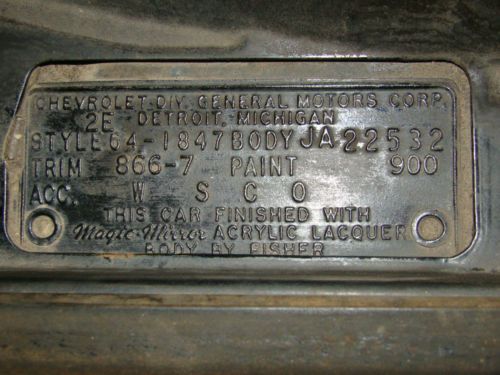 CHEVROLET-DIV. GENERAL MOTORS CORP.
2E DETROIT, MICHIGAN
STYLE 64-1847 BODY JA 22532
TRIM 866-7 PAINT 900
ACC. W S C O
THIS CAR FINISHED WITH
Magic-Mirror ACRYLIC LACQUER
BODY BY FISHER